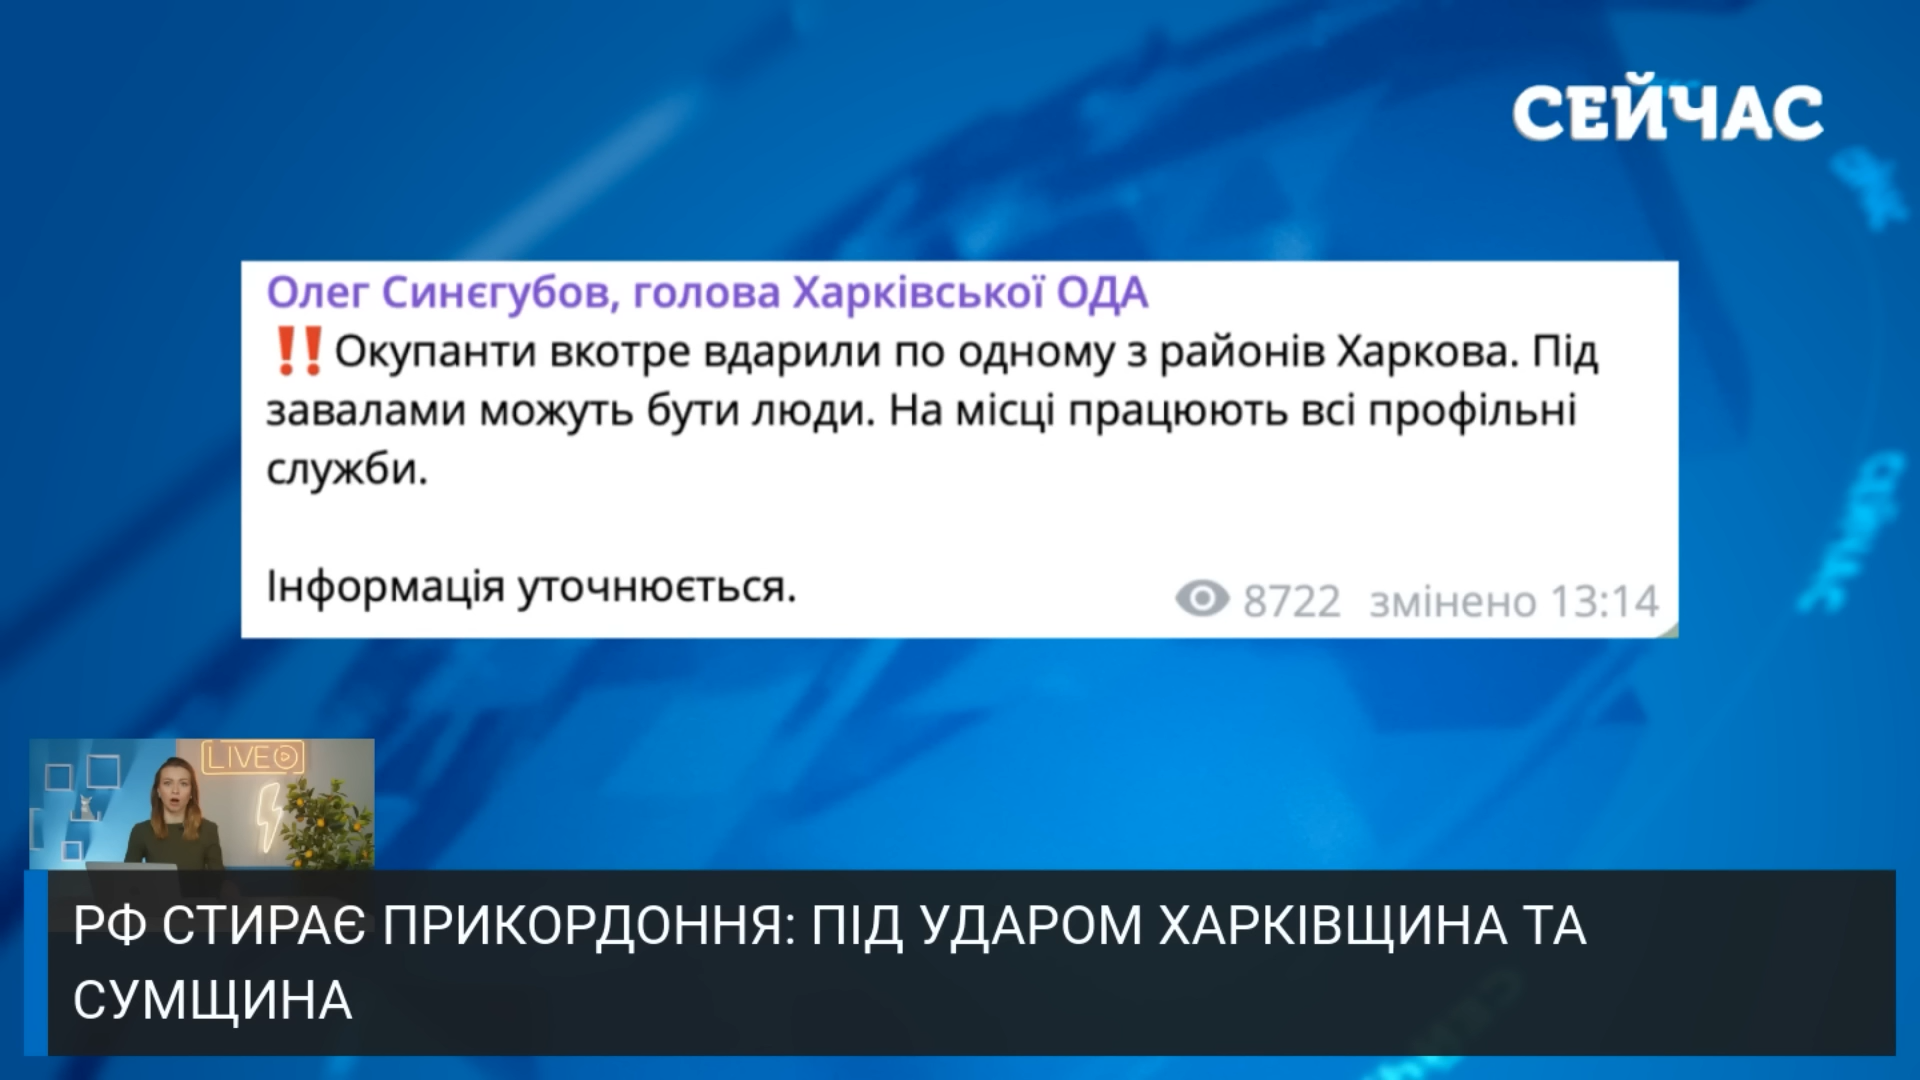 СЕЙЧАС
Олег Синєгубов, голова Харківської ОДА
‼️Окупанти вкотре вдарили по одному з районів Харкова. Під
завалами можуть бути люди. На місці працюють всі профільні
служби.
Інформація уточнюється.
8722 змінено 13:14
LIVE
РФ СТИРАЄ ПРИКОРДОННЯ: ПІД УДАРОМ ХАРКІВЩИНА ТА
СУМЩИНА